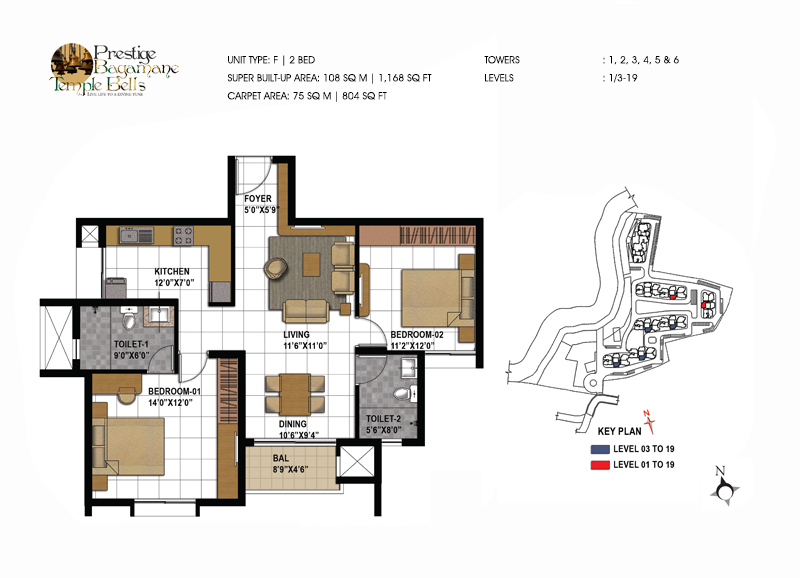 Prestige
Bagamane
Temple Bells
LIVE LIFE TO A DIVINE TUNE
UNIT TYPE: F | 2 BED
SUPER BUILT-UP AREA: 108 SQ M | 1,168 SQ FT
CARPET AREA: 75 SQ M | 804 SQ FT
TOWERS : 1, 2, 3, 4, 5 & 6
LEVELS : 1/3-19
FOYER
5'0"X5'9"
KITCHEN
12'0"X7'0"
LIVING
11'6"X11'0"
BEDROOM-02
11'2"X12'0"
TOILET-1
9'0"X6'0"
BEDROOM-01
14'0"X12'0"
DINING
10'6"X9'4"
TOILET-2
5'6"X8'0"
BAL
8'9"X4'6"
N
KEY PLAN
LEVEL 03 TO 19
LEVEL 01 TO 19
N